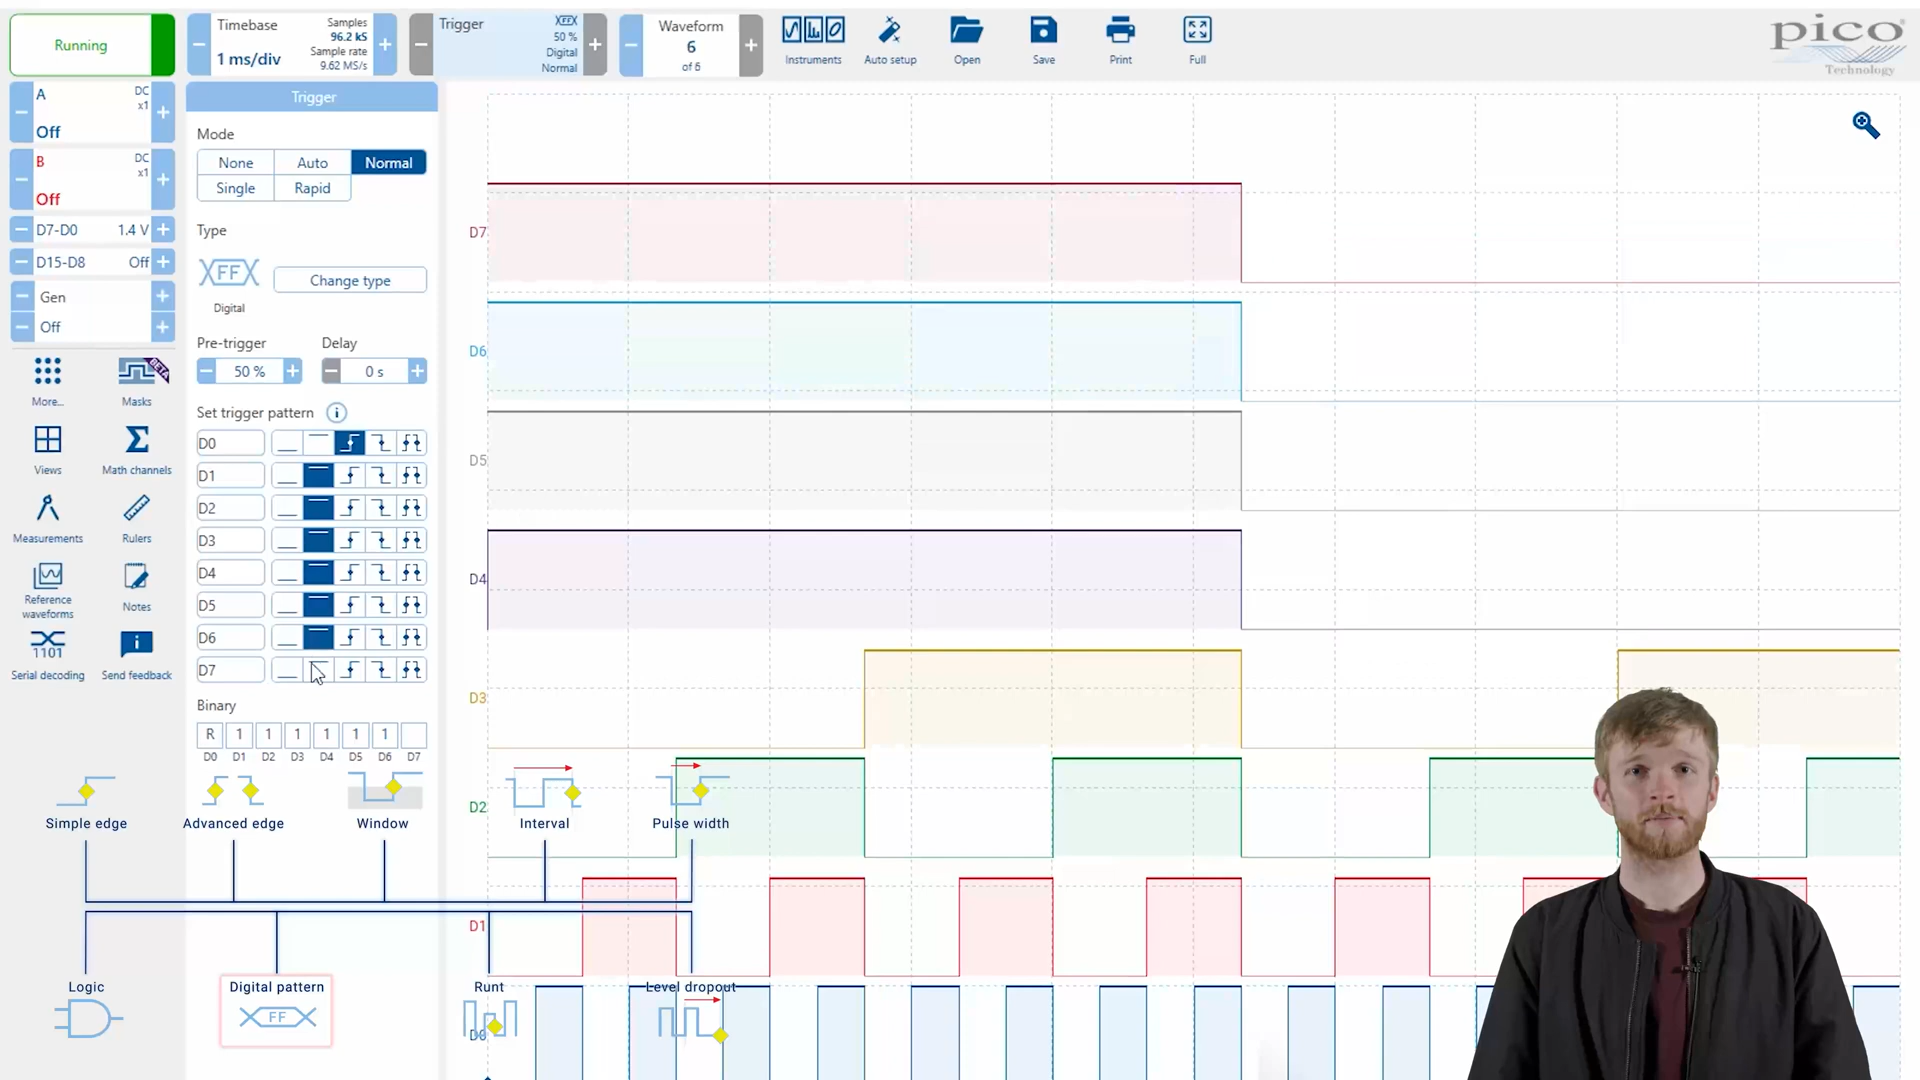 Running
Timebase
1 ms/div
Samples
96.2 kS
Sample rate
9.62 MS/s
Trigger
50 %
Digital
Normal
Waveform
6
of 6
Instruments
Auto setup
Open
Save
Print
Full
pico
Technology
A
DC
x1
Off
B
DC
x1
Off
D7-D0 1.4 V
D15-D8 Off
Gen
Off
More...
Masks
BETA
Views
Math channels
Measurements
Rulers
Reference
waveforms
Notes
1101
Serial decoding
Send feedback
Trigger
Mode
None Auto Normal
Single Rapid
Type
FF
Digital
Change type
Pre-trigger
50 %
Delay
0 s
Set trigger pattern
D0
D1
D2
D3
D4
D5
D6
D7
Binary
R 1 1 1 1 1 1
D0 D1 D2 D3 D4 D5 D6 D7
D7
D6
D5
D4
D3
D2
D1
D0
Simple edge
Advanced edge
Window
Interval
Pulse width
Logic
Digital pattern
FF
Runt
Level dropout